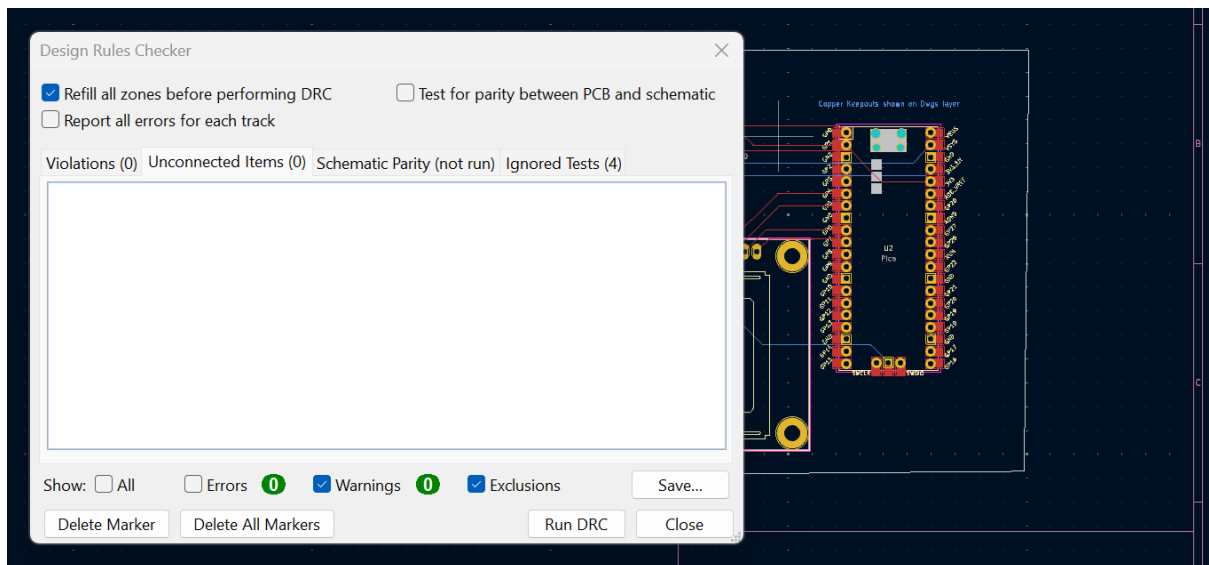 Design Rules Checker
Refill all zones before performing DRC
Test for parity between PCB and schematic
Report all errors for each track
Violations (0)
Unconnected Items (0)
Schematic Parity (not run)
Ignored Tests (4)
Show:
All
Errors
0
Warnings
0
Exclusions
Save...
Delete Marker
Delete All Markers
Run DRC
Close
Copper Keepouts shown on Dwgs layer
U2
Pico
B
C